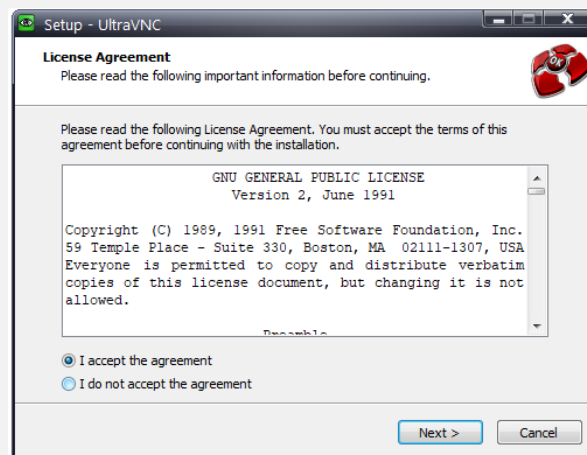 Setup - UltraVNC
License Agreement
Please read the following important information before continuing.
OK
Please read the following License Agreement. You must accept the terms of this
agreement before continuing with the installation.
GNU GENERAL PUBLIC LICENSE
Version 2, June 1991
Copyright (C) 1989, 1991 Free Software Foundation, Inc.
59 Temple Place - Suite 330, Boston, MA  02111-1307, USA
Everyone is permitted to copy and distribute verbatim
copies of this license document, but changing it is not
allowed.
Preamble
I accept the agreement
I do not accept the agreement
Next >
Cancel